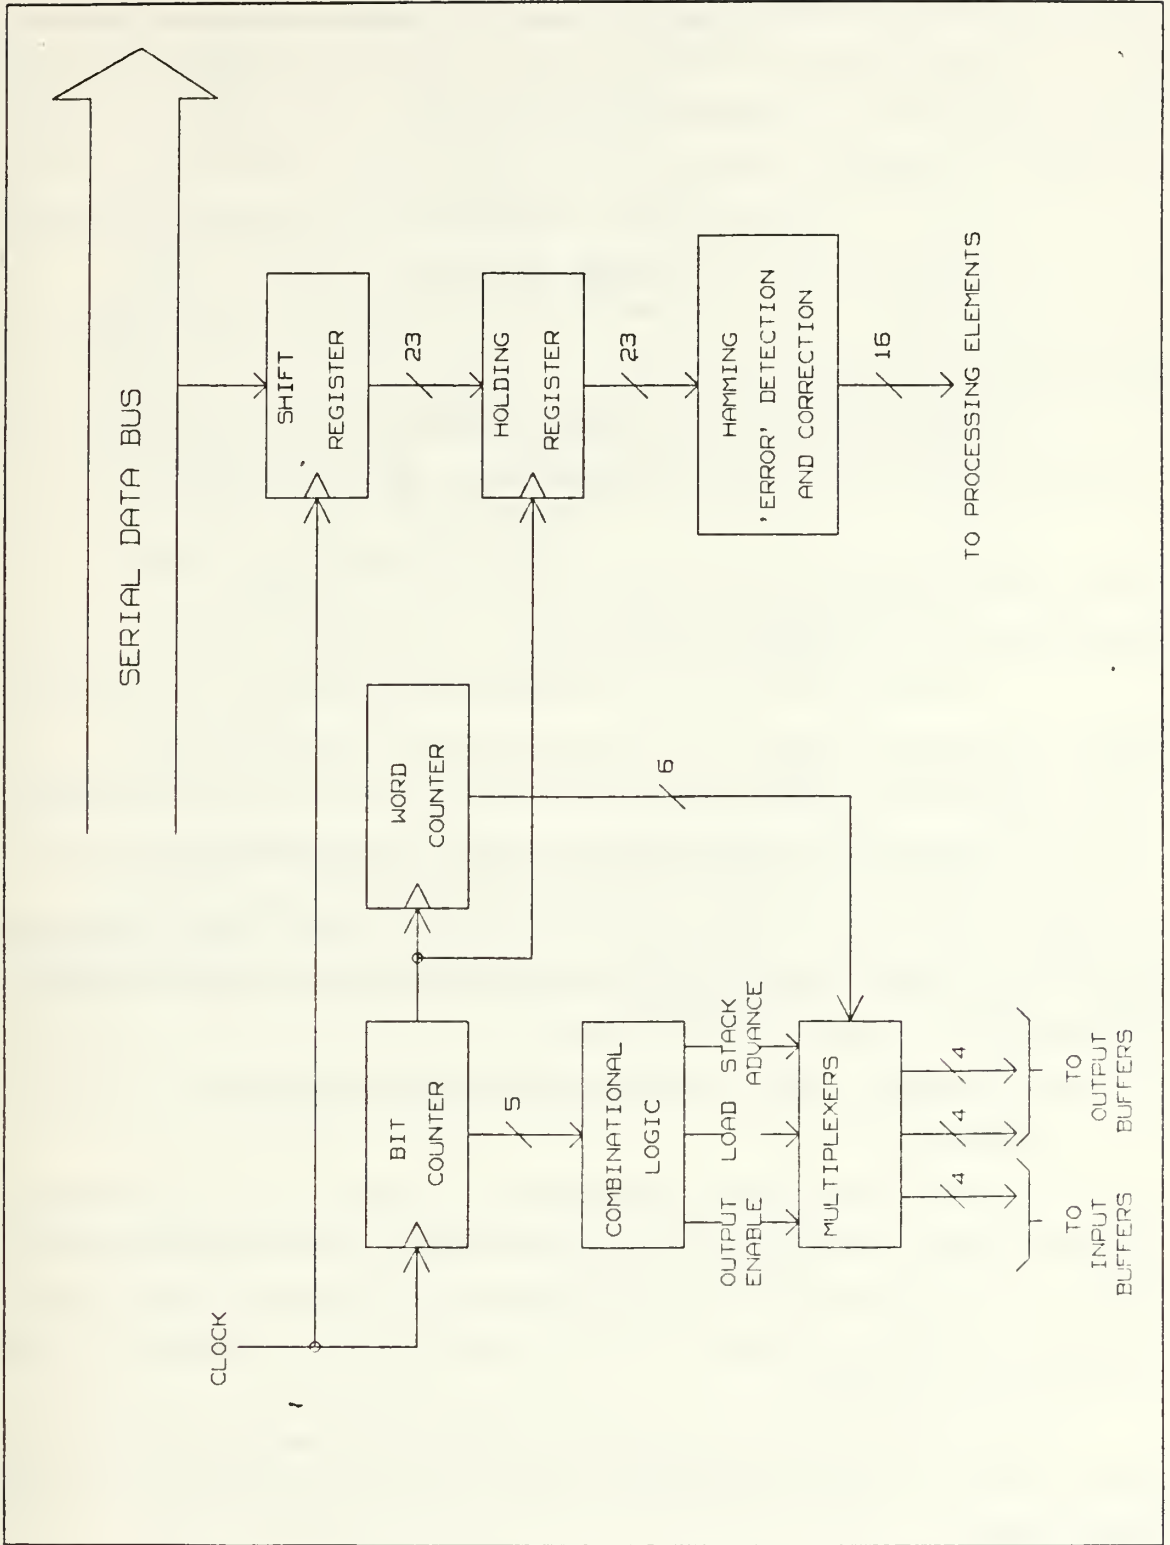 SERIAL DATA BUS
CLOCK
SHIFT
REGISTER
23
BIT
COUNTER
WORD
COUNTER
HOLDING
REGISTER
5
6
23
COMBINATIONAL
LOGIC
HAMMING
'ERROR' DETECTION
AND CORRECTION
OUTPUT
ENABLE
LOAD
STACK
ADVANCE
16
MULTIPLEXERS
TO PROCESSING ELEMENTS
4
4
4
TO
INPUT
BUFFERS
TO
OUTPUT
BUFFERS